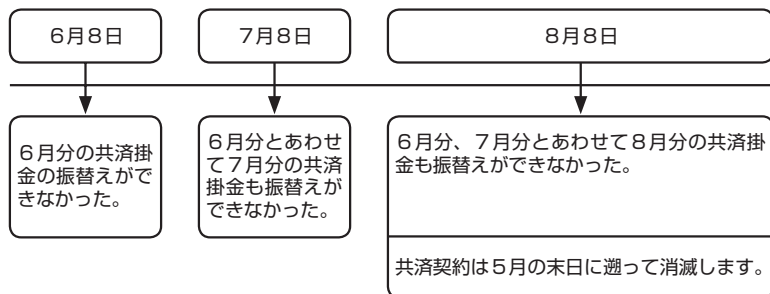 6月8日
7月8日
8月8日
６月分の共済掛
金の振替えがで
きなかった。
６月分とあわせ
て７月分の共済
掛金も振替えが
できなかった。
６月分、７月分とあわせて８月分の共済掛
金も振替えができなかった。
共済契約は５月の末日に遡って消滅します。